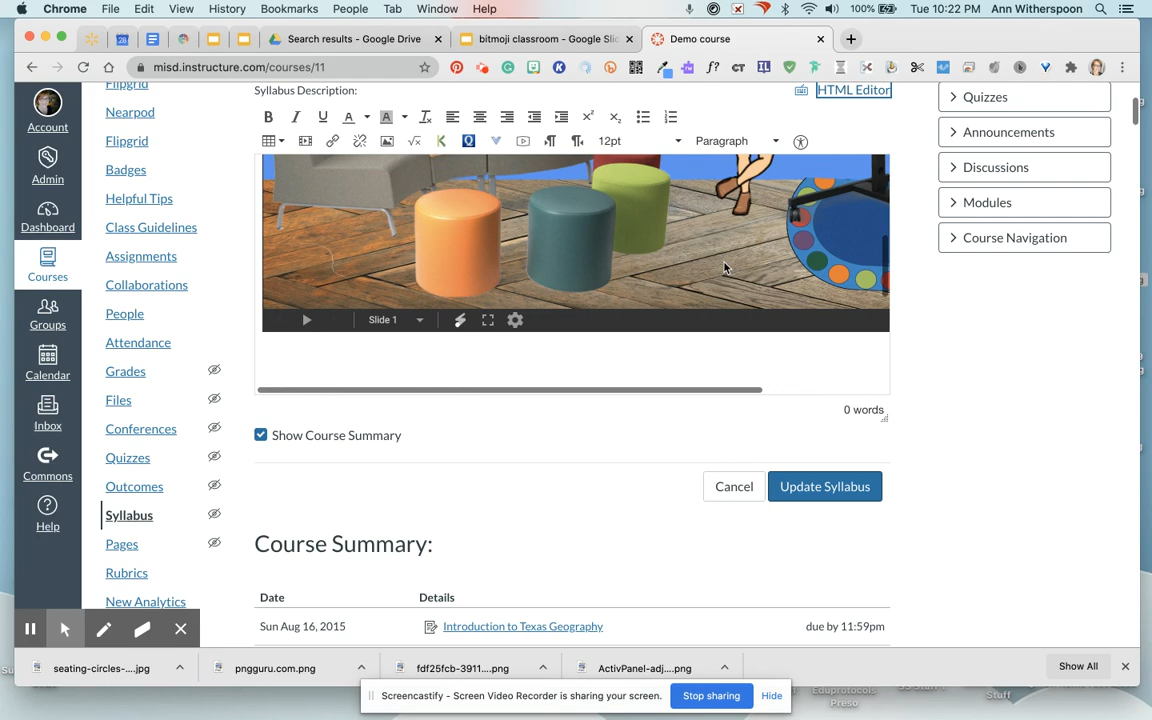 Chrome File Edit View History Bookmarks People Tab Window Help 100% Tue 10:22 PM Ann Witherspoon
28 Search results - Google Drive bitmoji classroom - Google Slic Demo course
misd.instructure.com/courses/11
Flipgrid
Syllabus Description:
HTML Editor
Quizzes
Announcements
Discussions
Modules
Course Navigation
12pt Paragraph
Account
Admin
Dashboard
Courses
Groups
Calendar
Inbox
Commons
Help
Nearpod
Flipgrid
Badges
Helpful Tips
Class Guidelines
Assignments
Collaborations
People
Attendance
Grades
Files
Conferences
Quizzes
Outcomes
Syllabus
Pages
Rubrics
New Analytics
Slide 1
0 words
Show Course Summary
Cancel Update Syllabus
Course Summary:
Date Details
Sun Aug 16, 2015 Introduction to Texas Geography due by 11:59pm
seating-circles-....jpg pngguru.com.png fdf25fcb-3911....png ActivPanel-adj....png Show All
Screencastify - Screen Video Recorder is sharing your screen. Stop sharing Hide
Eduprotocols
Preso
Stuff